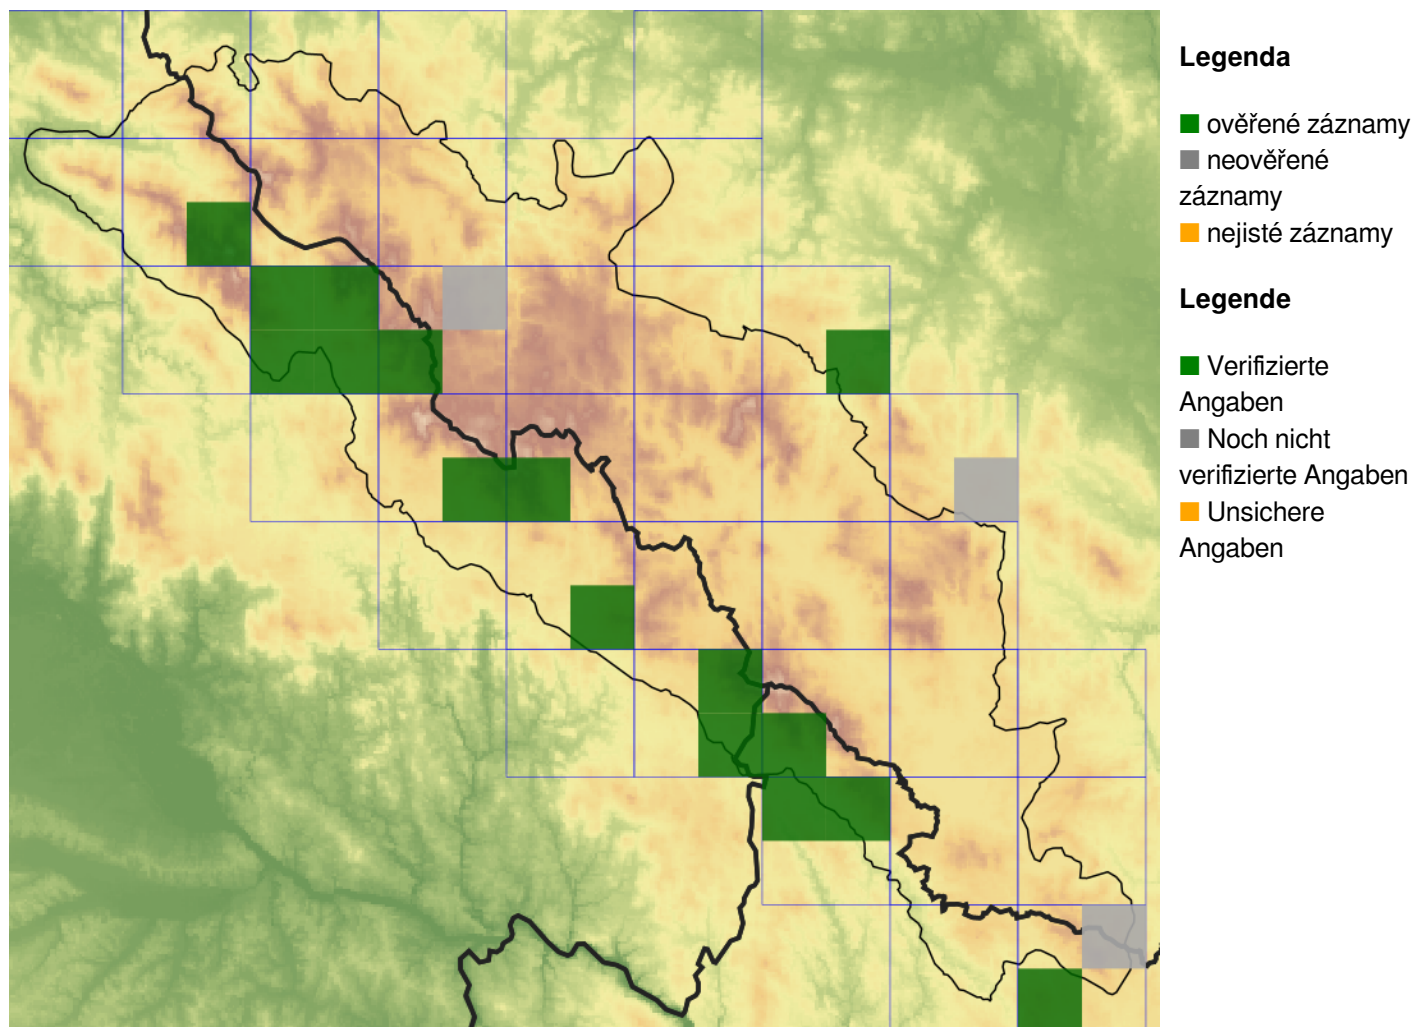 Legenda
ověřené záznamy
neověřené
záznamy
nejisté záznamy
Legende
Verifizierte
Angaben
Noch nicht
verifizierte Angaben
Unsichere
Angaben